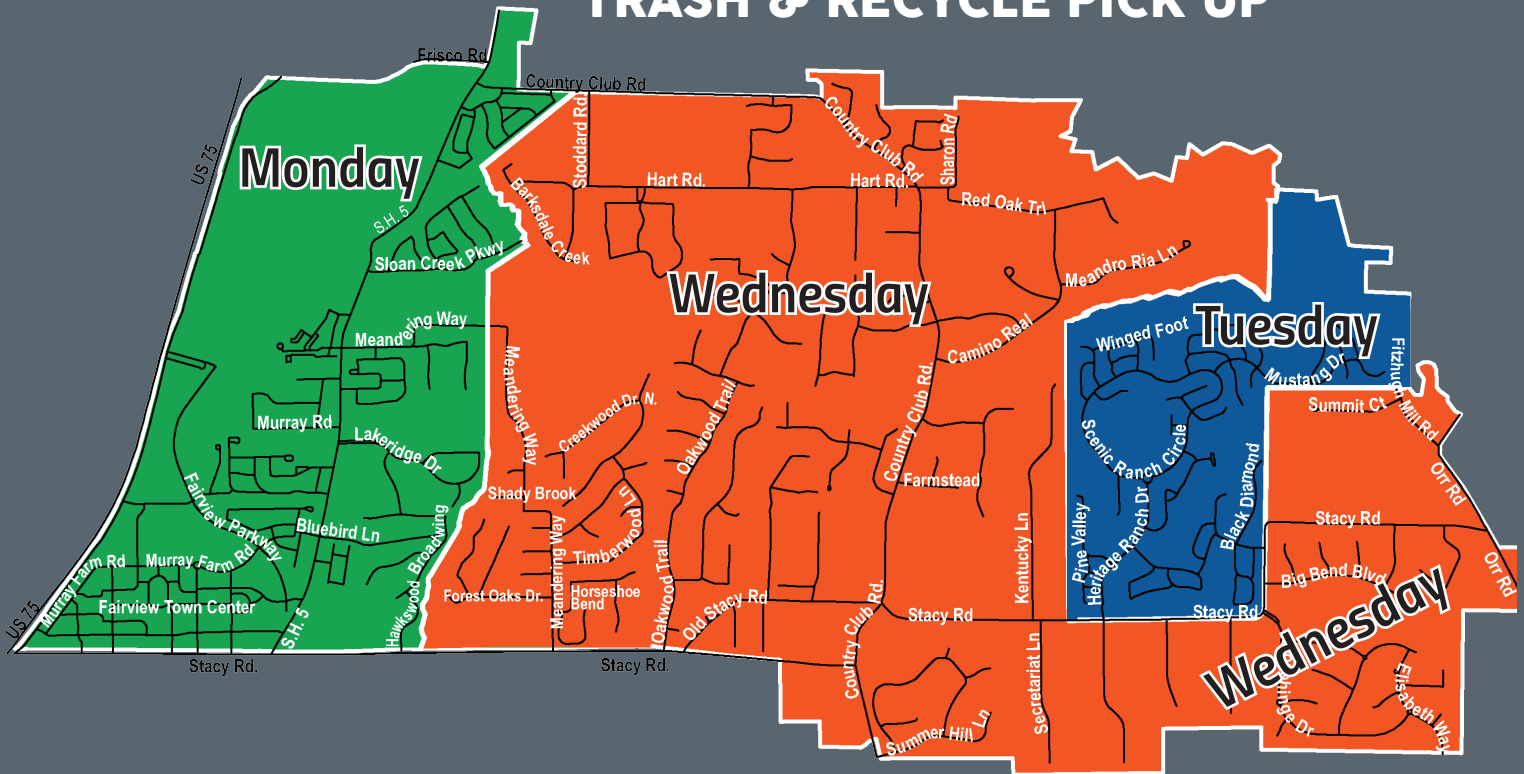 TRASH & RECYCLE PICK UP
Frisco Rd
Country Club Rd
US 75
Monday
Stoddard Rd.
Country Club Rd
Sharon Rd
Hart Rd.
Hart Rd.
Barksdale Creek
Red Oak Trl
S.H. 5
Sloan Creek Pkwy
Meandro Ria Ln
Wednesday
Tuesday
Meandering Way
Winged Foot
Camino Real
Mustang Dr
Meandering Way
Creekwood Dr. N.
Oakwood Trail
Country Club Rd.
Summit Ct
Mill Rd
Murray Rd
Lakeridge Dr
Scenic Ranch Circle
Black Diamond
Orr Rd
Shady Brook
Farmstead
Fairview Parkway
Bluebird Ln
Timberwood Ln
Stacy Rd
Murray Farm Rd
Murray Farm Rd
Hawkswood
Broadwing
Meandering Way
Oakwood Trail
Kentucky Ln
Pine Valley
Heritage Ranch Dr
Big Bend Blvd
Orr Rd
Fairview Town Center
Forest Oaks Dr.
Horseshoe
Bend
Old Stacy Rd
Country Club Rd.
Stacy Rd
Stacy Rd
US 75
S.H. 5
Wednesday
Stacy Rd.
Stacy Rd.
Secretariat Ln
Elisabeth Way
Summer Hill Ln
Dr